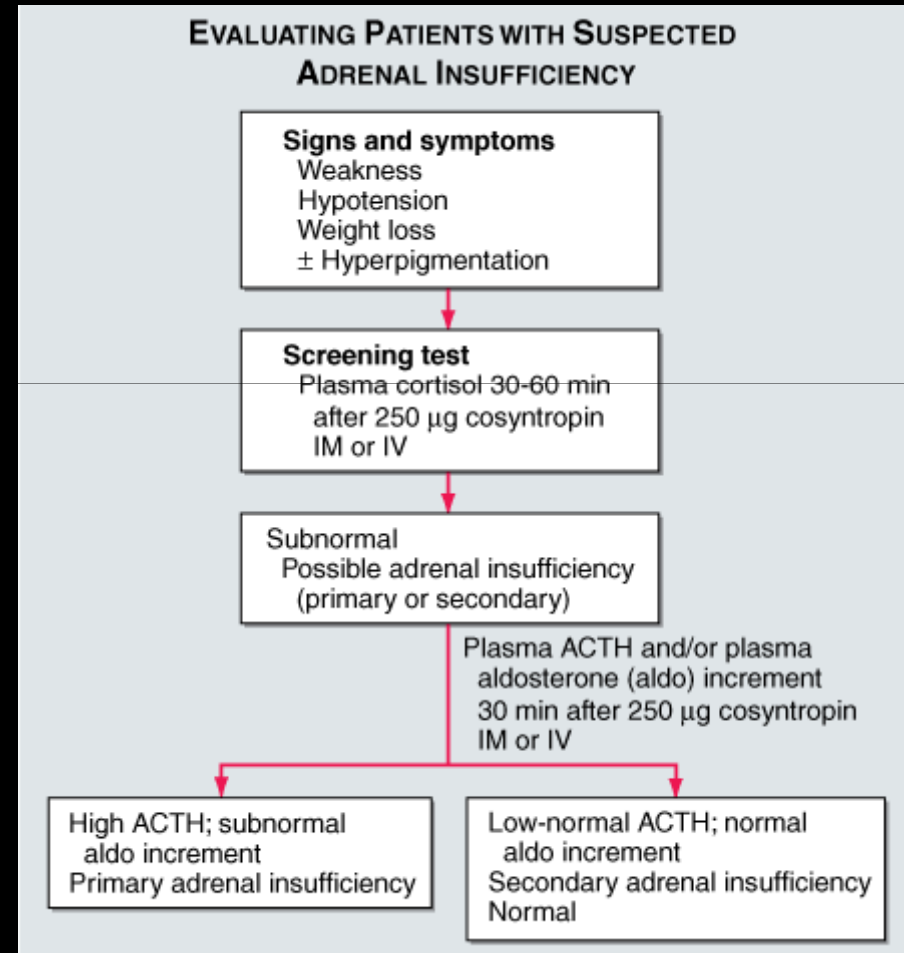 EVALUATING PATIENTS WITH SUSPECTED
ADRENAL INSUFFICIENCY
Signs and symptoms
Weakness
Hypotension
Weight loss
± Hyperpigmentation
Screening test
Plasma cortisol 30-60 min
after 250 μg cosyntropin
IM or IV
Subnormal
Possible adrenal insufficiency
(primary or secondary)
Plasma ACTH and/or plasma
aldosterone (aldo) increment
30 min after 250 μg cosyntropin
IM or IV
High ACTH; subnormal
aldo increment
Primary adrenal insufficiency
Low-normal ACTH; normal
aldo increment
Secondary adrenal insufficiency
Normal